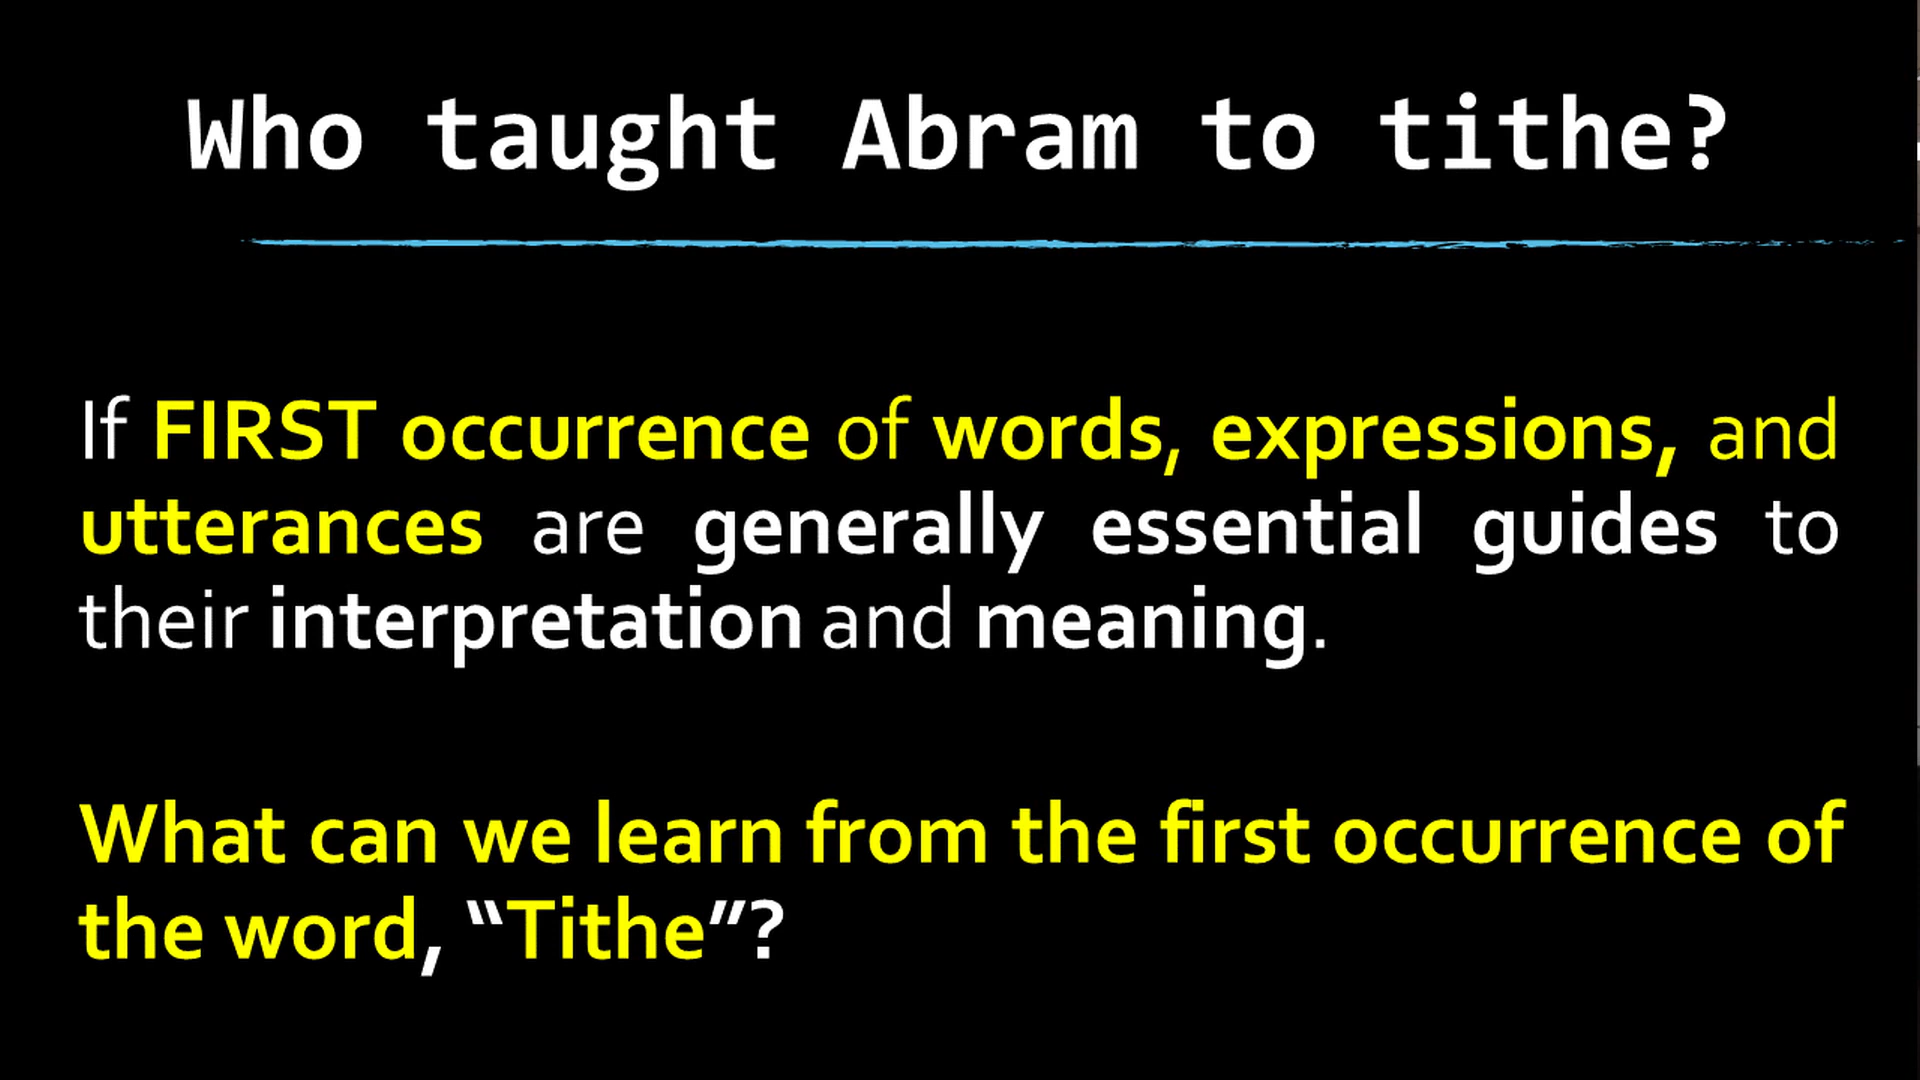 Who taught Abram to tithe?
If FIRST occurrence of words, expressions, and
utterances are generally essential guides to
their interpretation and meaning.
What can we learn from the first occurrence of
the word, “Tithe”?